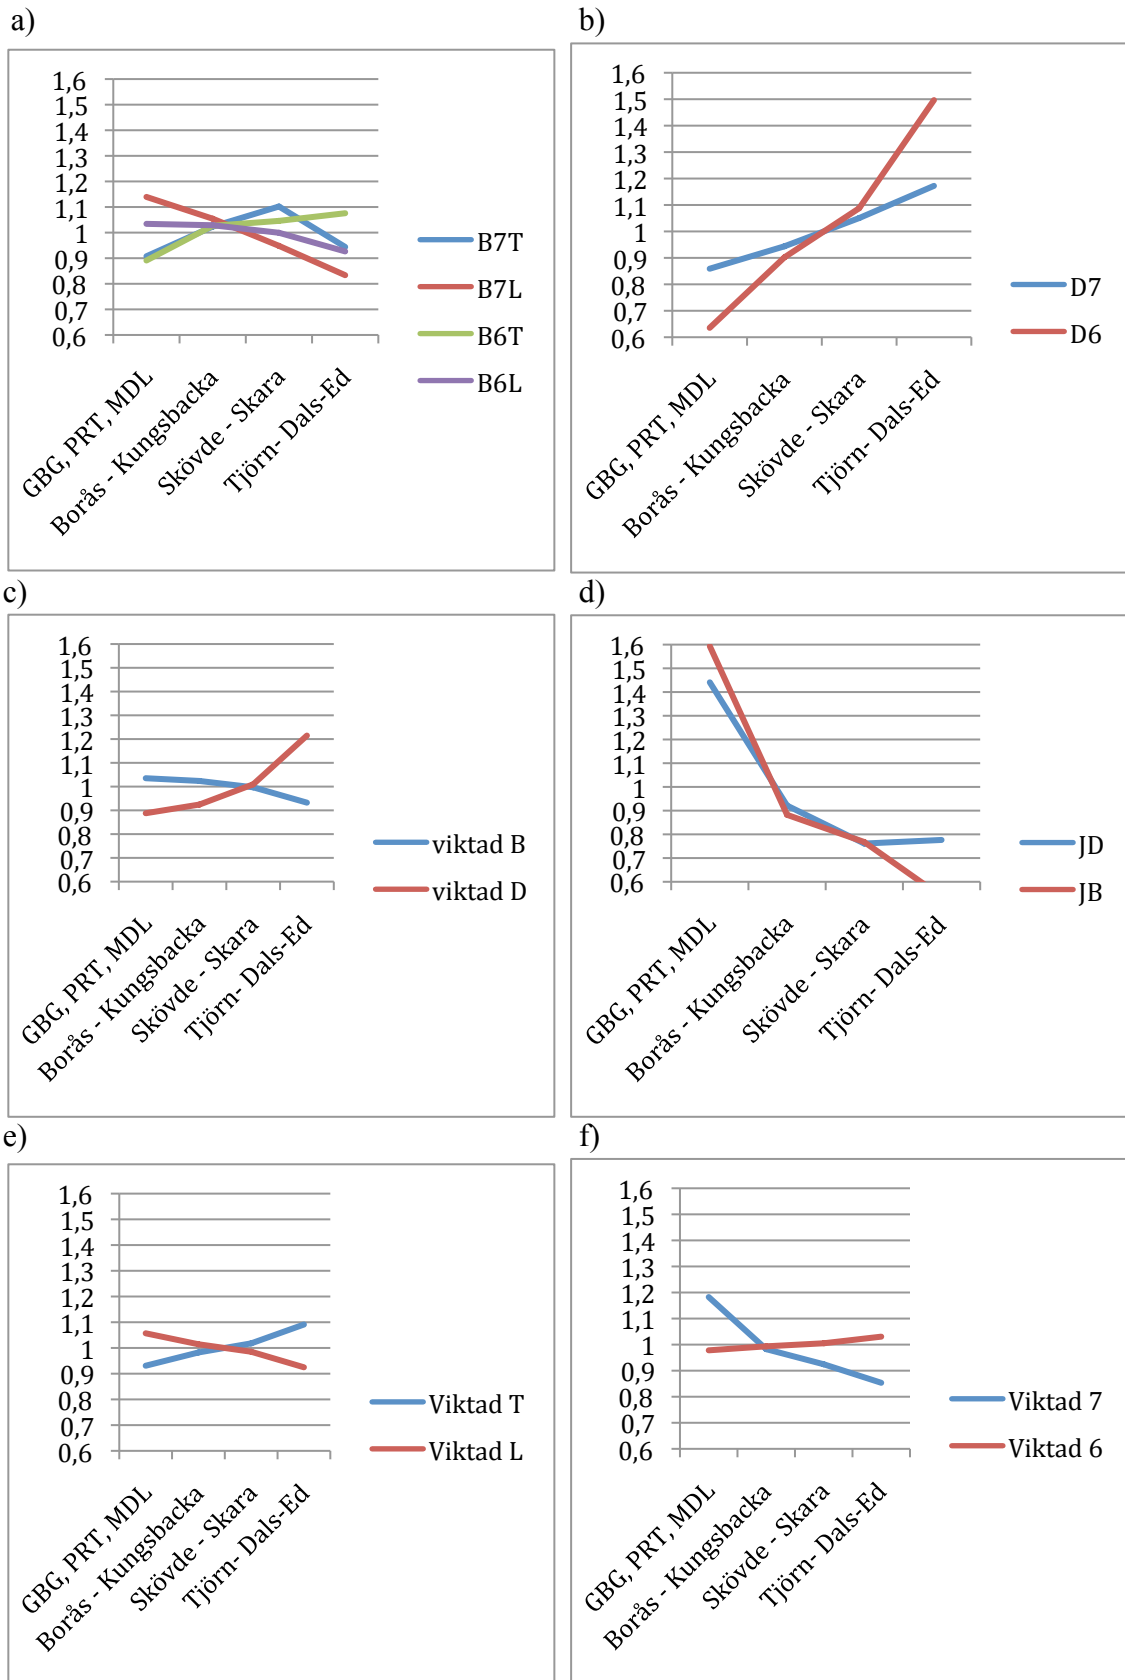 a)
1,6
1,5
1,4
1,3
1,2
1,1
1
0,9
0,8
0,7
0,6
GBG, PRT, MDL
Borås - Kungsbacka
Skövde - Skara
Tjörn- Dals-Ed
B7T
B7L
B6T
B6L
b)
1,6
1,5
1,4
1,3
1,2
1,1
1
0,9
0,8
0,7
0,6
GBG, PRT, MDL
Borås - Kungsbacka
Skövde - Skara
Tjörn- Dals-Ed
D7
D6
c)
1,6
1,5
1,4
1,3
1,2
1,1
1
0,9
0,8
0,7
0,6
GBG, PRT, MDL
Borås - Kungsbacka
Skövde - Skara
Tjörn- Dals-Ed
viktad B
viktad D
d)
1,6
1,5
1,4
1,3
1,2
1,1
1
0,9
0,8
0,7
0,6
GBG, PRT, MDL
Borås - Kungsbacka
Skövde - Skara
Tjörn- Dals-Ed
JD
JB
e)
1,6
1,5
1,4
1,3
1,2
1,1
1
0,9
0,8
0,7
0,6
GBG, PRT, MDL
Borås - Kungsbacka
Skövde - Skara
Tjörn- Dals-Ed
Viktad T
Viktad L
f)
1,6
1,5
1,4
1,3
1,2
1,1
1
0,9
0,8
0,7
0,6
GBG, PRT, MDL
Borås - Kungsbacka
Skövde - Skara
Tjörn- Dals-Ed
Viktad 7
Viktad 6